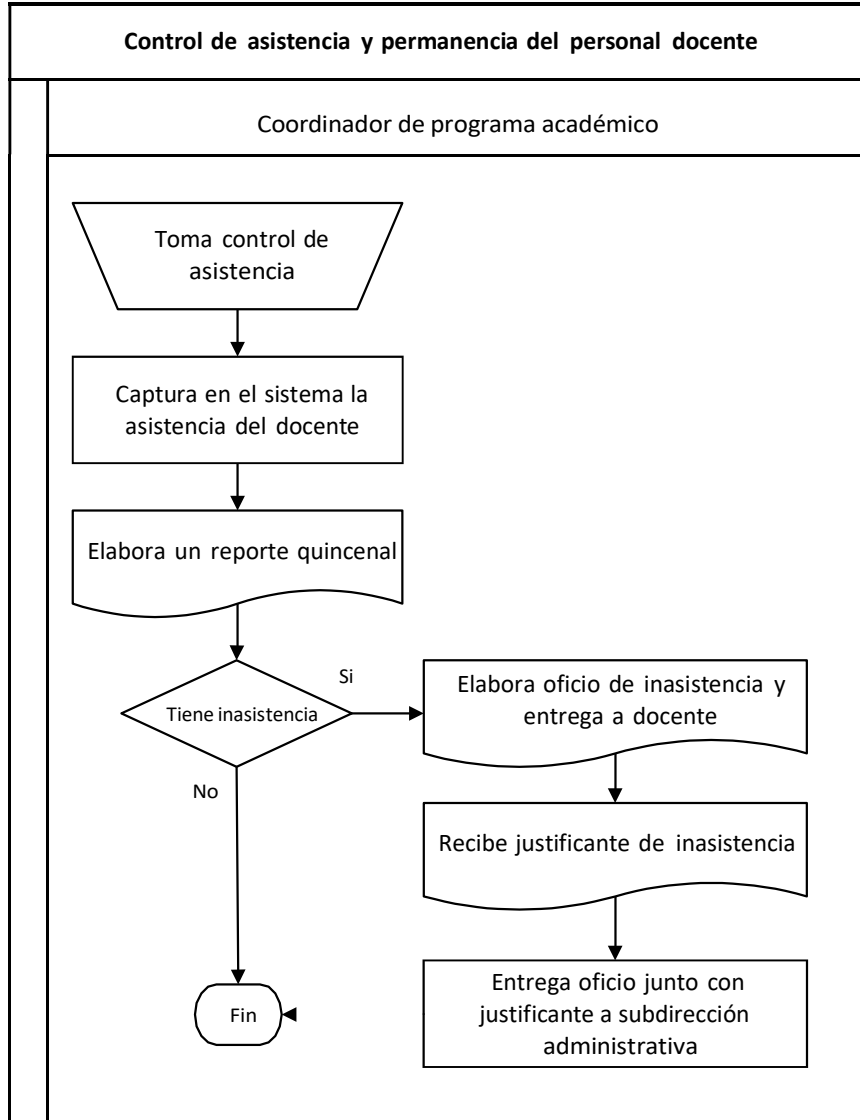 Control de asistencia y permanencia del personal docente
Coordinador de programa académico
Toma control de
asistencia
Captura en el sistema la
asistencia del docente
Elabora un reporte quincenal
Tiene inasistencia
Si
No
Elabora oficio de inasistencia y
entrega a docente
Recibe justificante de inasistencia
Entrega oficio junto con
justificante a subdirección
administrativa
Fin